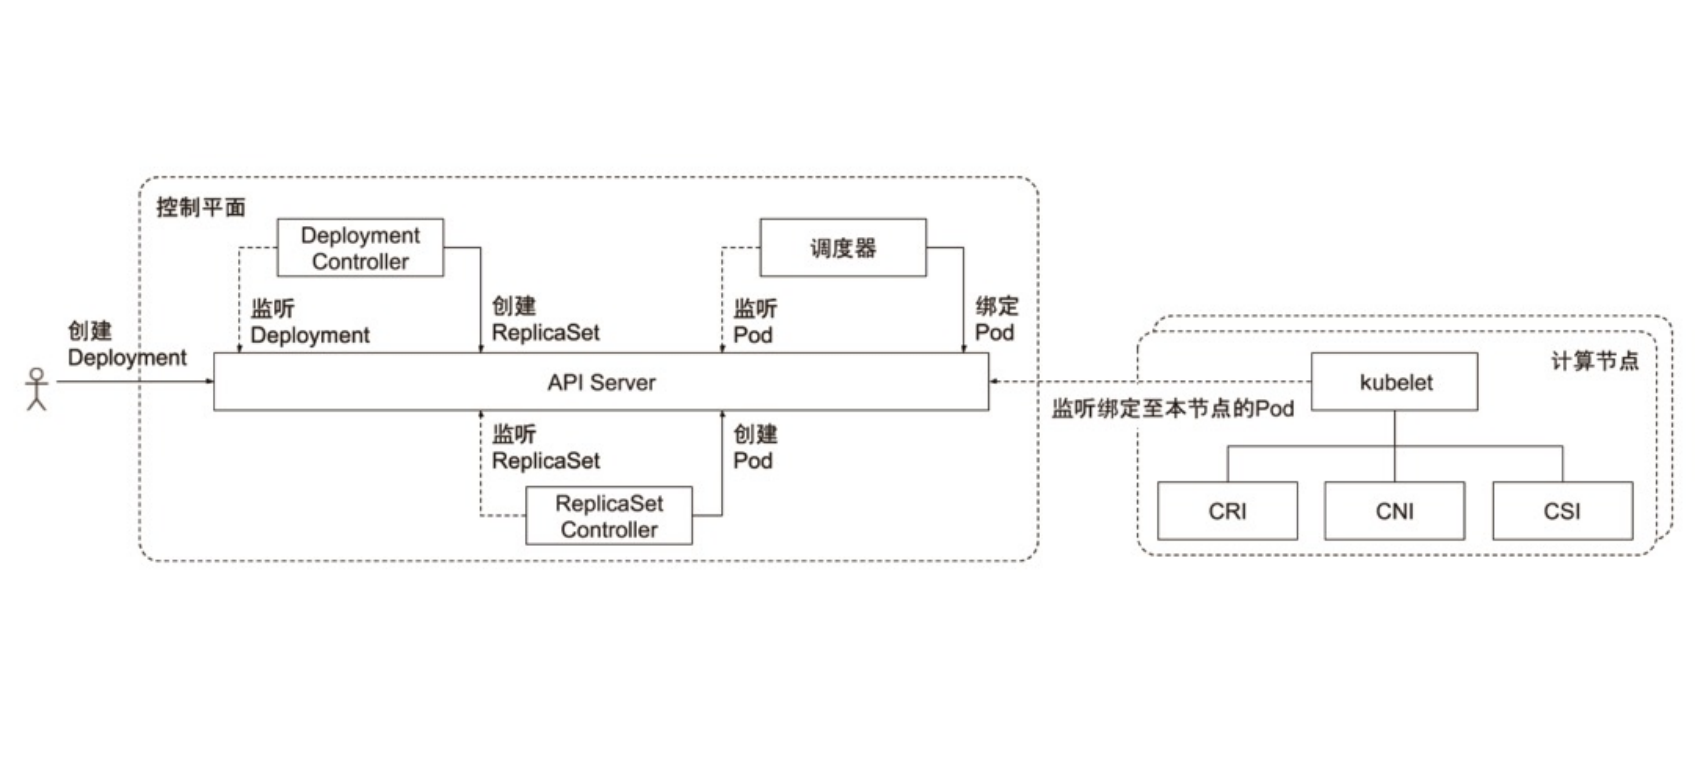 控制平面
Deployment
Controller
调度器
监听
Deployment
创建
ReplicaSet
监听
Pod
绑定
Pod
创建
Deployment
API Server
监听
ReplicaSet
创建
Pod
ReplicaSet
Controller
监听绑定至本节点的Pod
计算节点
kubelet
CRI
CNI
CSI